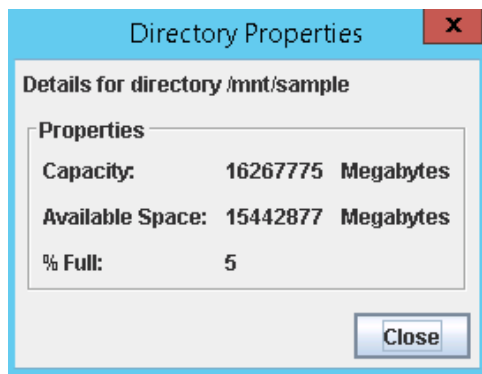 Directory Properties
x
Details for directory /mnt/sample
Properties
Capacity: 16267775 Megabytes
Available Space: 15442877 Megabytes
% Full: 5
Close